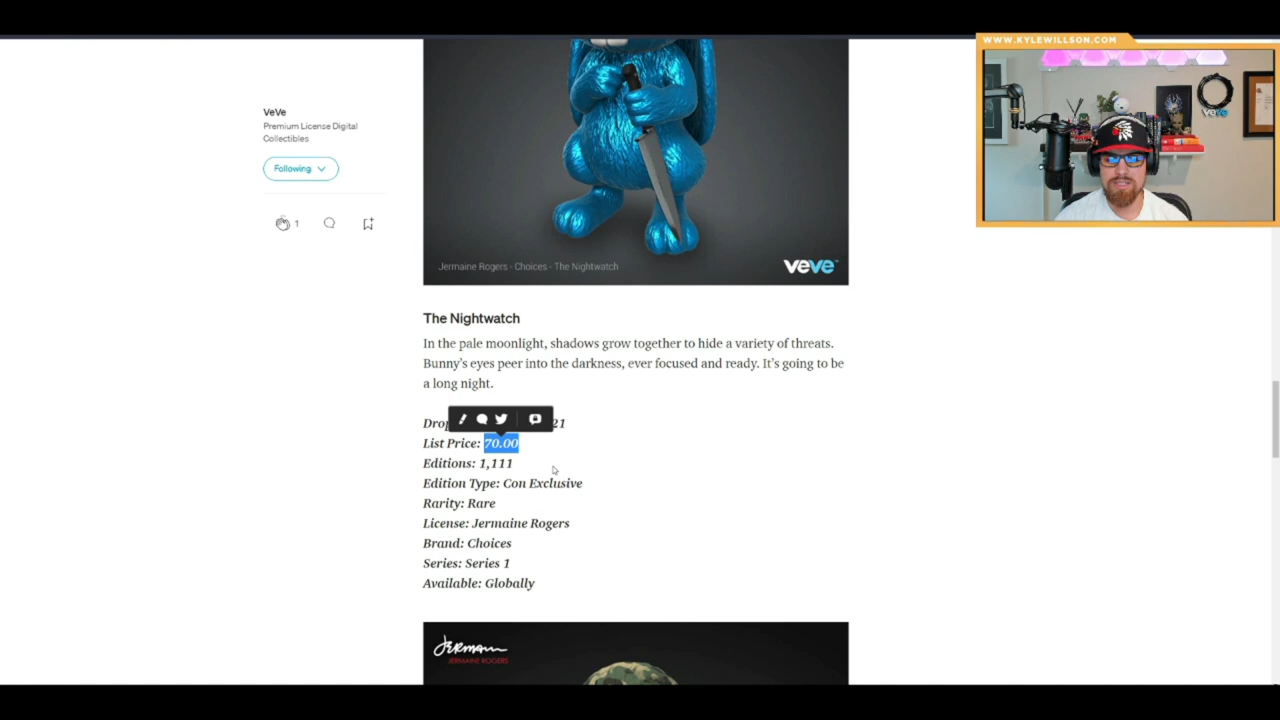 WWW.KYLEWILLSON.COM
veve
VeVe
Premium License Digital
Collectibles
Following
1
Jermaine Rogers - Choices - The Nightwatch
veve
The Nightwatch
In the pale moonlight, shadows grow together to hide a variety of threats.
Bunny's eyes peer into the darkness, ever focused and ready. It's going to be
a long night.
21
List Price: 70.00
Editions: 1,111
Edition Type: Con Exclusive
Rarity: Rare
License: Jermaine Rogers
Brand: Choices
Series: Series 1
Available: Globally
JERMAINE ROGERS